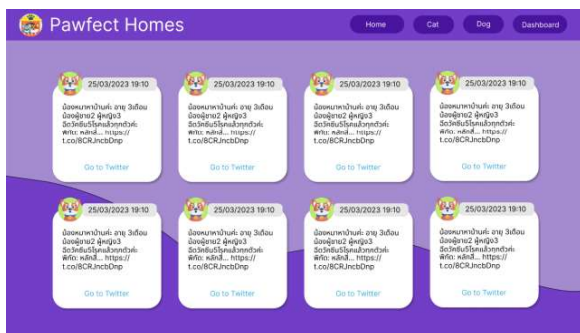 Pawfect Homes
Home Cat Dog Dashboard
25/03/2023 19:10
น้องหมาหาบ้านค่ะ อายุ 3เดือน
น้องผู้ชาย2 ผู้หญิง3
ฉีดวัคซีน5โรคแล้วทุกตัวค่ะ
พิกัด: หลักสี่... https://
t.co/8CRJncbDnp
Go to Twitter
25/03/2023 19:10
น้องหมาหาบ้านค่ะ อายุ 3เดือน
น้องผู้ชาย2 ผู้หญิง3
ฉีดวัคซีน5โรคแล้วทุกตัวค่ะ
พิกัด: หลักสี่... https://
t.co/8CRJncbDnp
Go to Twitter
25/03/2023 19:10
น้องหมาหาบ้านค่ะ อายุ 3เดือน
น้องผู้ชาย2 ผู้หญิง3
ฉีดวัคซีน5โรคแล้วทุกตัวค่ะ
พิกัด: หลักสี่... https://
t.co/8CRJncbDnp
Go to Twitter
25/03/2023 19:10
น้องหมาหาบ้านค่ะ อายุ 3เดือน
น้องผู้ชาย2 ผู้หญิง3
ฉีดวัคซีน5โรคแล้วทุกตัวค่ะ
พิกัด: หลักสี่... https://
t.co/8CRJncbDnp
Go to Twitter
25/03/2023 19:10
น้องหมาหาบ้านค่ะ อายุ 3เดือน
น้องผู้ชาย2 ผู้หญิง3
ฉีดวัคซีน5โรคแล้วทุกตัวค่ะ
พิกัด: หลักสี่... https://
t.co/8CRJncbDnp
Go to Twitter
25/03/2023 19:10
น้องหมาหาบ้านค่ะ อายุ 3เดือน
น้องผู้ชาย2 ผู้หญิง3
ฉีดวัคซีน5โรคแล้วทุกตัวค่ะ
พิกัด: หลักสี่... https://
t.co/8CRJncbDnp
Go to Twitter
25/03/2023 19:10
น้องหมาหาบ้านค่ะ อายุ 3เดือน
น้องผู้ชาย2 ผู้หญิง3
ฉีดวัคซีน5โรคแล้วทุกตัวค่ะ
พิกัด: หลักสี่... https://
t.co/8CRJncbDnp
Go to Twitter
25/03/2023 19:10
น้องหมาหาบ้านค่ะ อายุ 3เดือน
น้องผู้ชาย2 ผู้หญิง3
ฉีดวัคซีน5โรคแล้วทุกตัวค่ะ
พิกัด: หลักสี่... https://
t.co/8CRJncbDnp
Go to Twitter